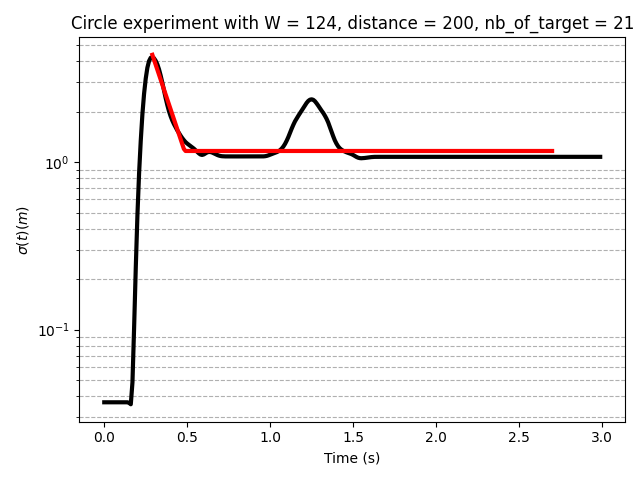 Circle experiment with W = 124, distance = 200, nb_of_target = 21
σ(t)(m)
10⁰
10⁻¹
0.0 0.5 1.0 1.5 2.0 2.5 3.0
Time (s)